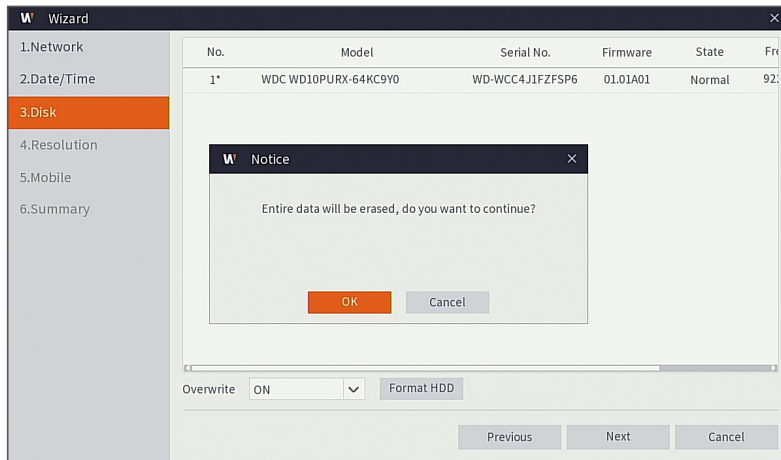 W Wizard ×
1.Network
2.Date/Time
3.Disk
4.Resolution
5.Mobile
6.Summary
No. Model Serial No. Firmware State
1* WDC WD10PURX-64KC9Y0 WD-WCC4J1FZFSP6 01.01A01 Normal
W Notice ×
Entire data will be erased, do you want to continue?
OK Cancel
Overwrite ON Format HDD
Previous Next Cancel